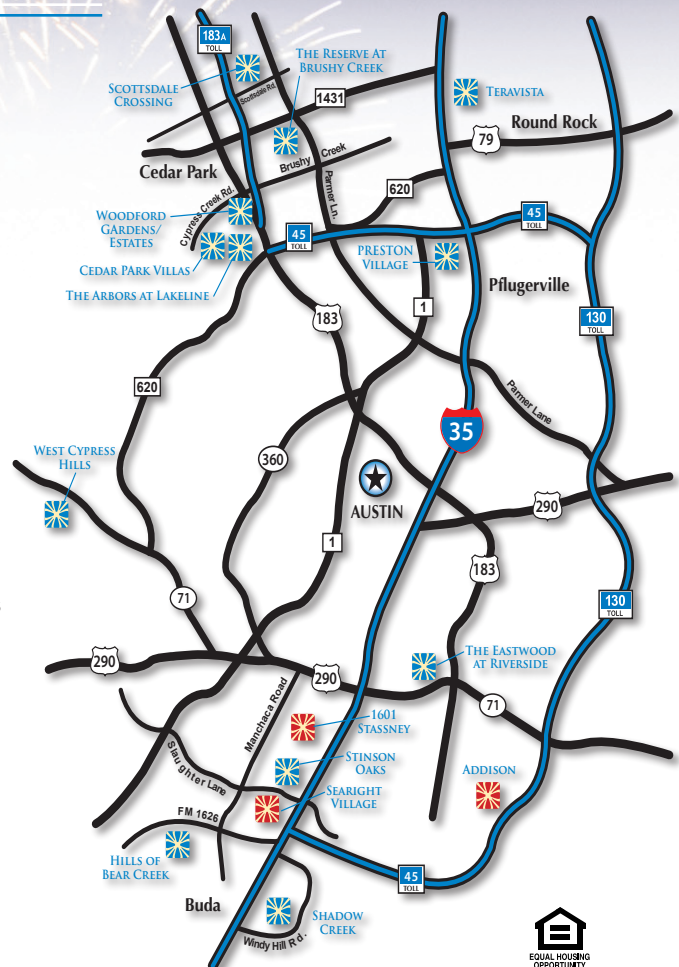 183A
TOLL
THE RESERVE AT
BRUSHY CREEK
SCOTTSDALE
CROSSING
Scottsdale Rd.
1431
TERAVISTA
Round Rock
79
Cedar Park
Brushy Creek
Parmer Ln.
620
Cypress Creek Rd.
WOODFORD
GARDENS/
ESTATES
45
TOLL
45
TOLL
CEDAR PARK VILLAS
THE ARBORS AT LAKELINE
PRESTON
VILLAGE
Pflugerville
1
183
130
TOLL
620
Parmer Lane
35
WEST CYPRESS
HILLS
360
AUSTIN
290
1
183
71
130
TOLL
290
THE EASTWOOD
AT RIVERSIDE
290
71
Manchaca Road
1601
STASSNEY
Slaughter Lane
STINSON
OAKS
ADDISON
SEARIGHT
VILLAGE
FM 1626
HILLS OF
BEAR CREEK
45
TOLL
Buda
SHADOW
CREEK
Windy Hill Rd.
EQUAL HOUSING
OPPORTUNITY